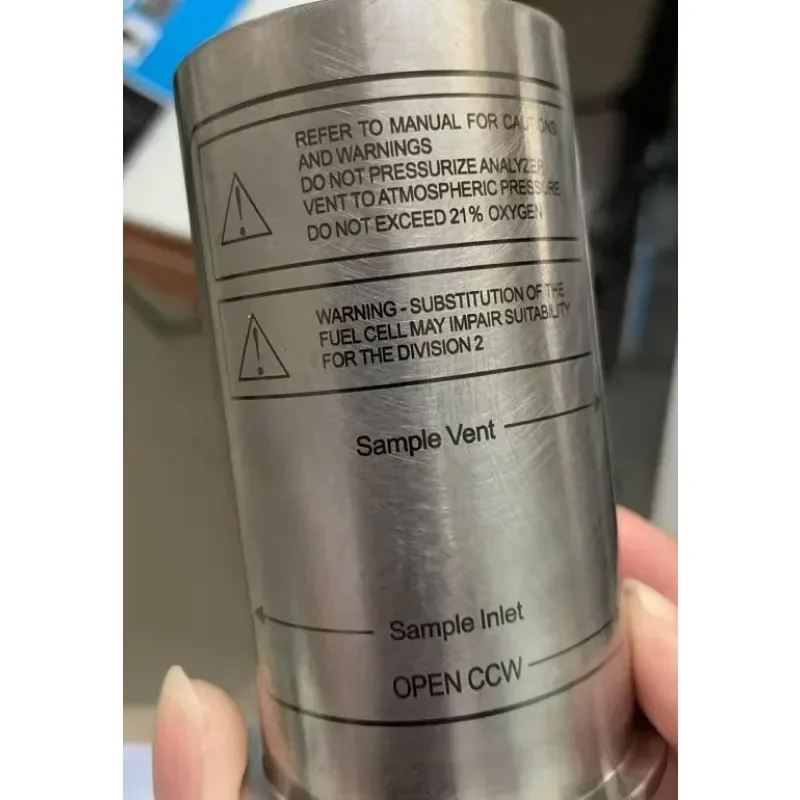 REFER TO MANUAL FOR CAUTIONS
AND WARNINGS
DO NOT PRESSURIZE ANALYZER
VENT TO ATMOSPHERIC PRESSURE
DO NOT EXCEED 21% OXYGEN
WARNING - SUBSTITUTION OF THE
FUEL CELL MAY IMPAIR SUITABILITY
FOR THE DIVISION 2
Sample Vent
Sample Inlet
OPEN CCW